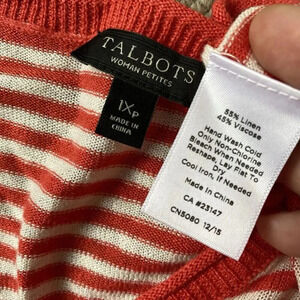 TALBOTS
WOMAN PETITES
1Xp
MADE IN
CHINA
55% Linen
45% Viscose
Hand Wash Cold
Only Non-Chlorine
Bleach When Needed
Reshape, Lay Flat To
Dry
Cool Iron, If Needed
Made In China
CA #23147
CN5080 12/15